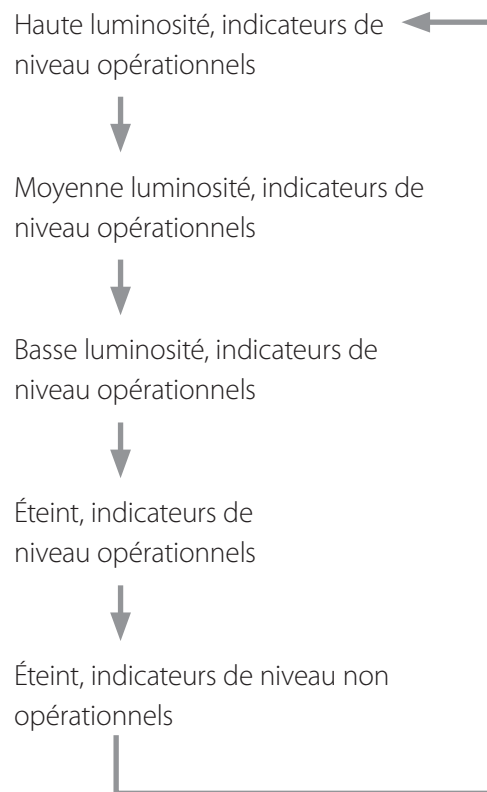 Haute luminosité, indicateurs de
niveau opérationnels
Moyenne luminosité, indicateurs de
niveau opérationnels
Basse luminosité, indicateurs de
niveau opérationnels
Éteint, indicateurs de
niveau opérationnels
Éteint, indicateurs de niveau non
opérationnels